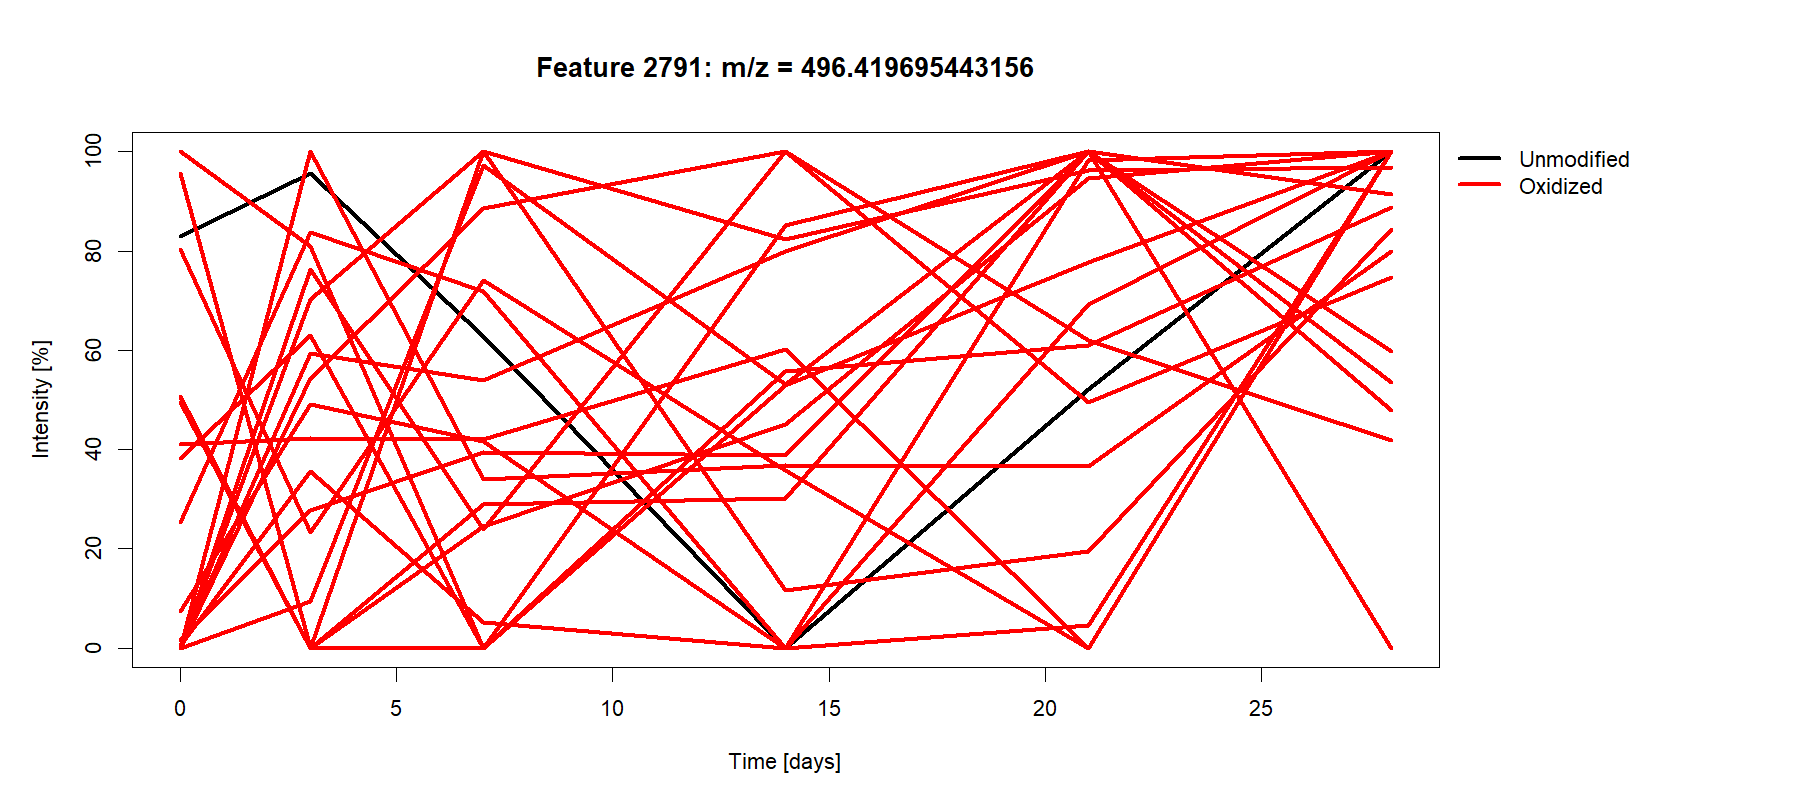 Feature 2791: m/z = 496.419695443156
Unmodified
Oxidized
100
80
60
40
20
0
Intensity [%]
0 5 10 15 20 25
Time [days]